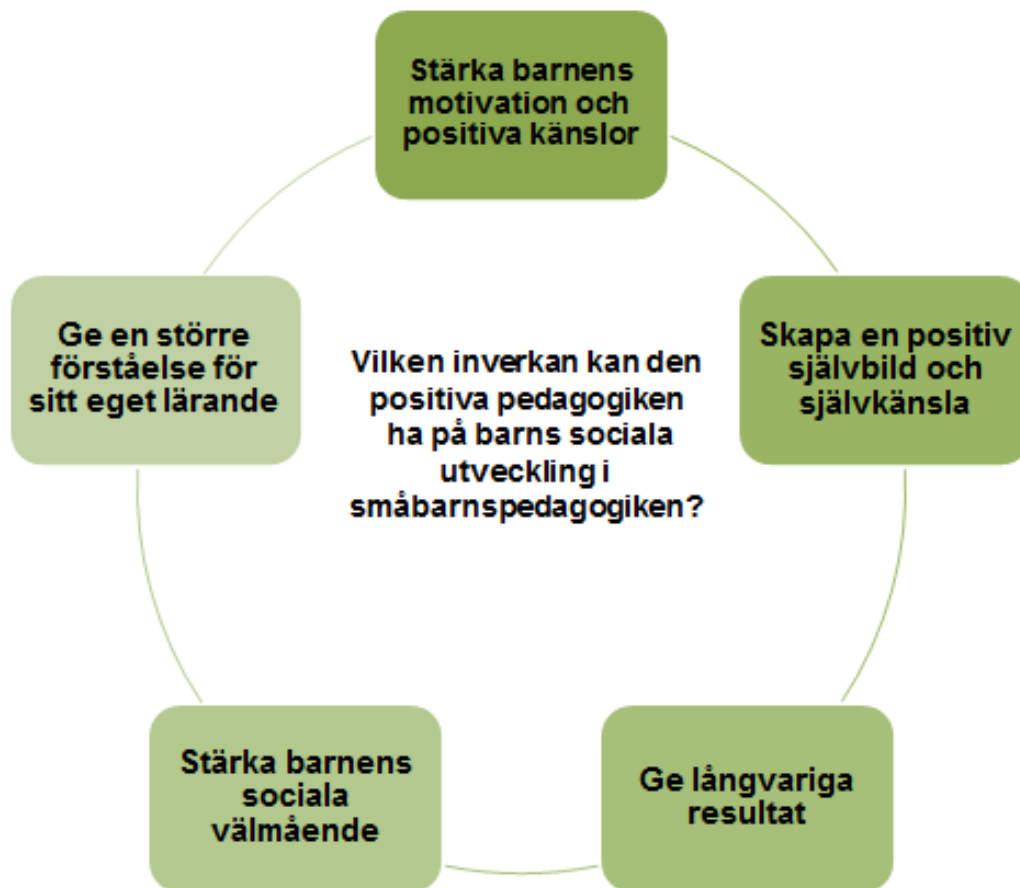 Stärka barnens
motivation och
positiva känslor
Skapa en positiv
självbild och
självkänsla
Ge långvariga
resultat
Stärka barnens
sociala
välmående
Ge en större
förståelse för
sitt eget lärande
Vilken inverkan kan den
positiva pedagogiken
ha på barns sociala
utveckling i
småbarnspedagogiken?